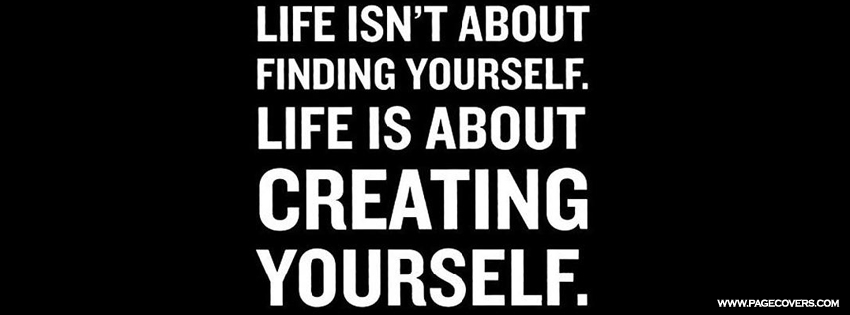 LIFE ISN'T ABOUT
FINDING YOURSELF.
LIFE IS ABOUT
CREATING
YOURSELF.
WWW.PAGECOVERS.COM